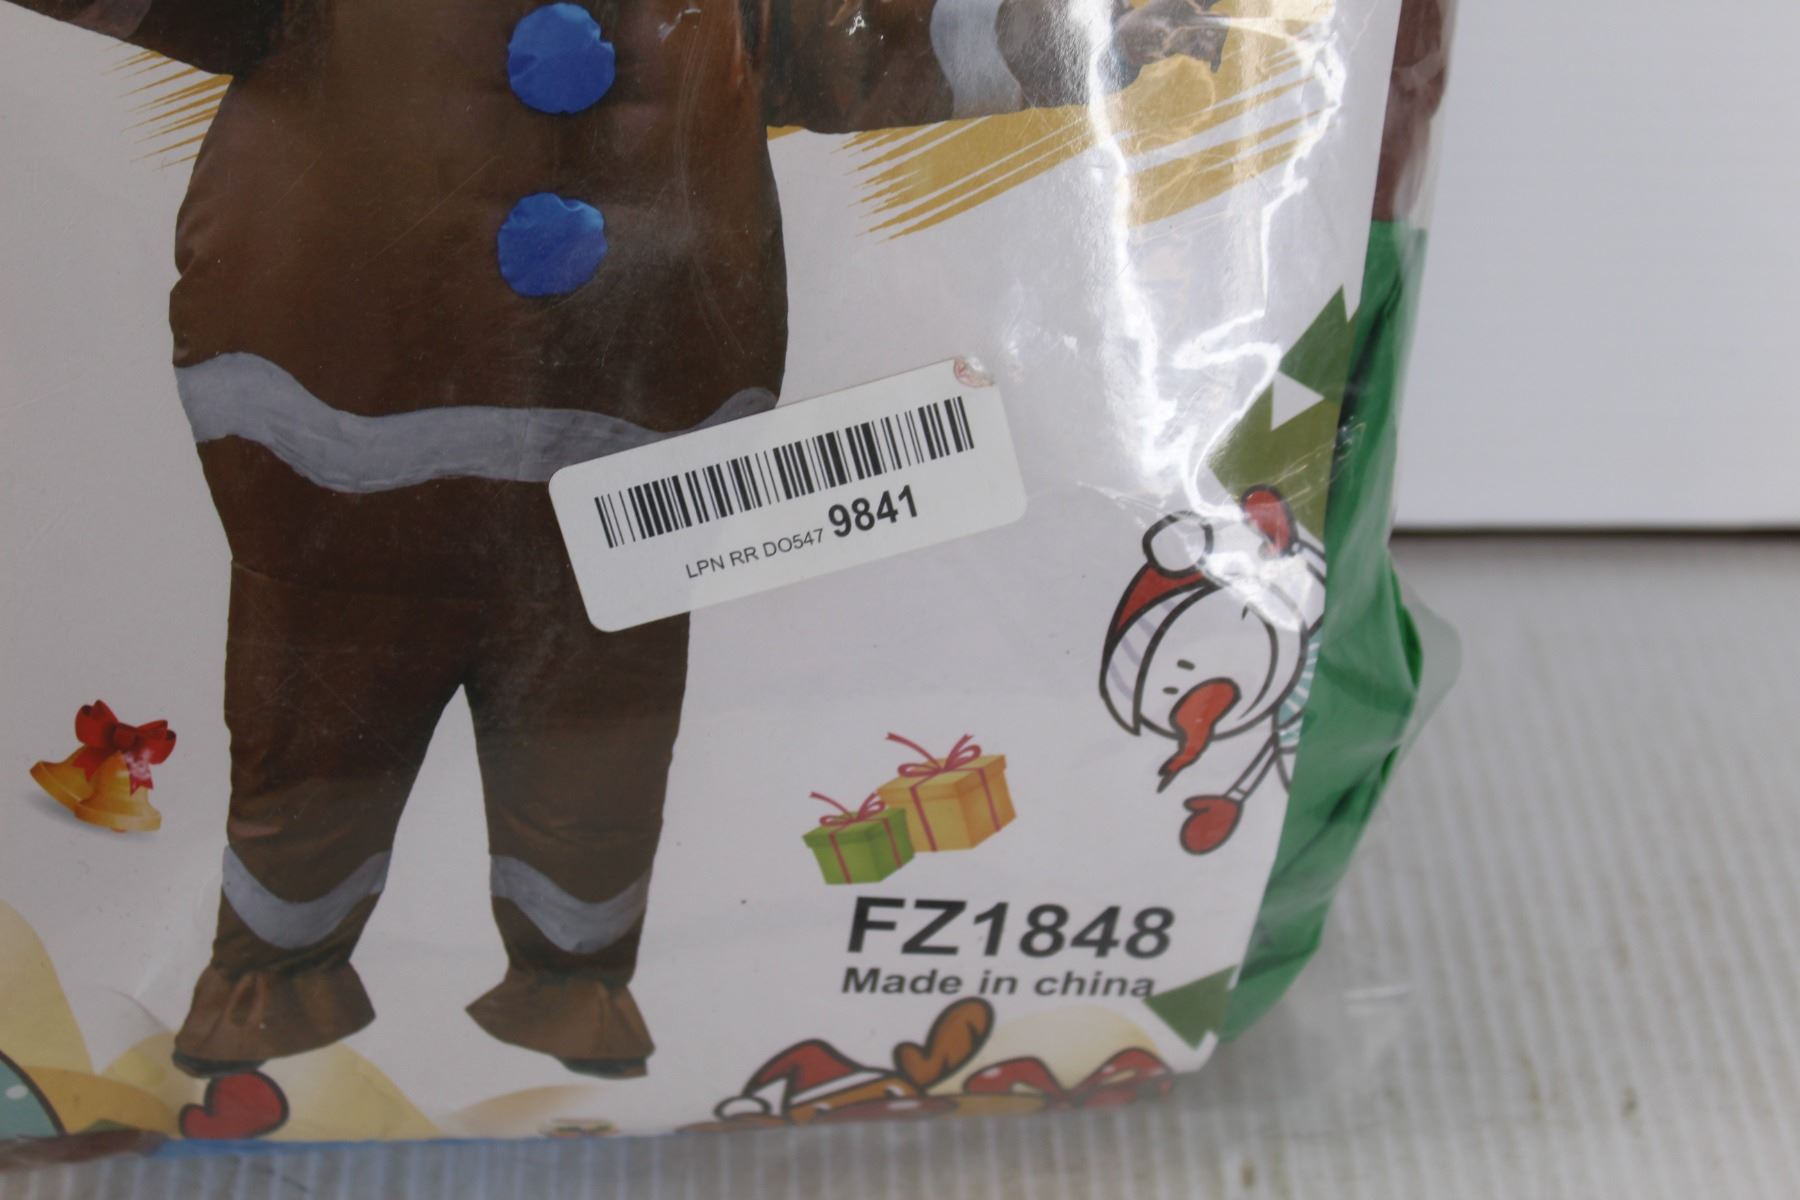 LPN RR DO547 9841
FZ1848
Made in china